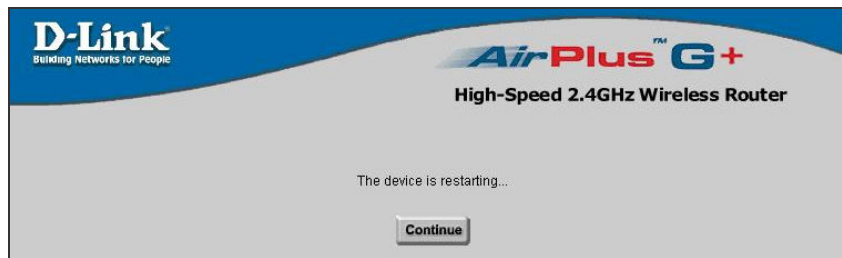 D-Link
Building Networks for People
AirPlus™ G+
High-Speed 2.4GHz Wireless Router
The device is restarting...
Continue